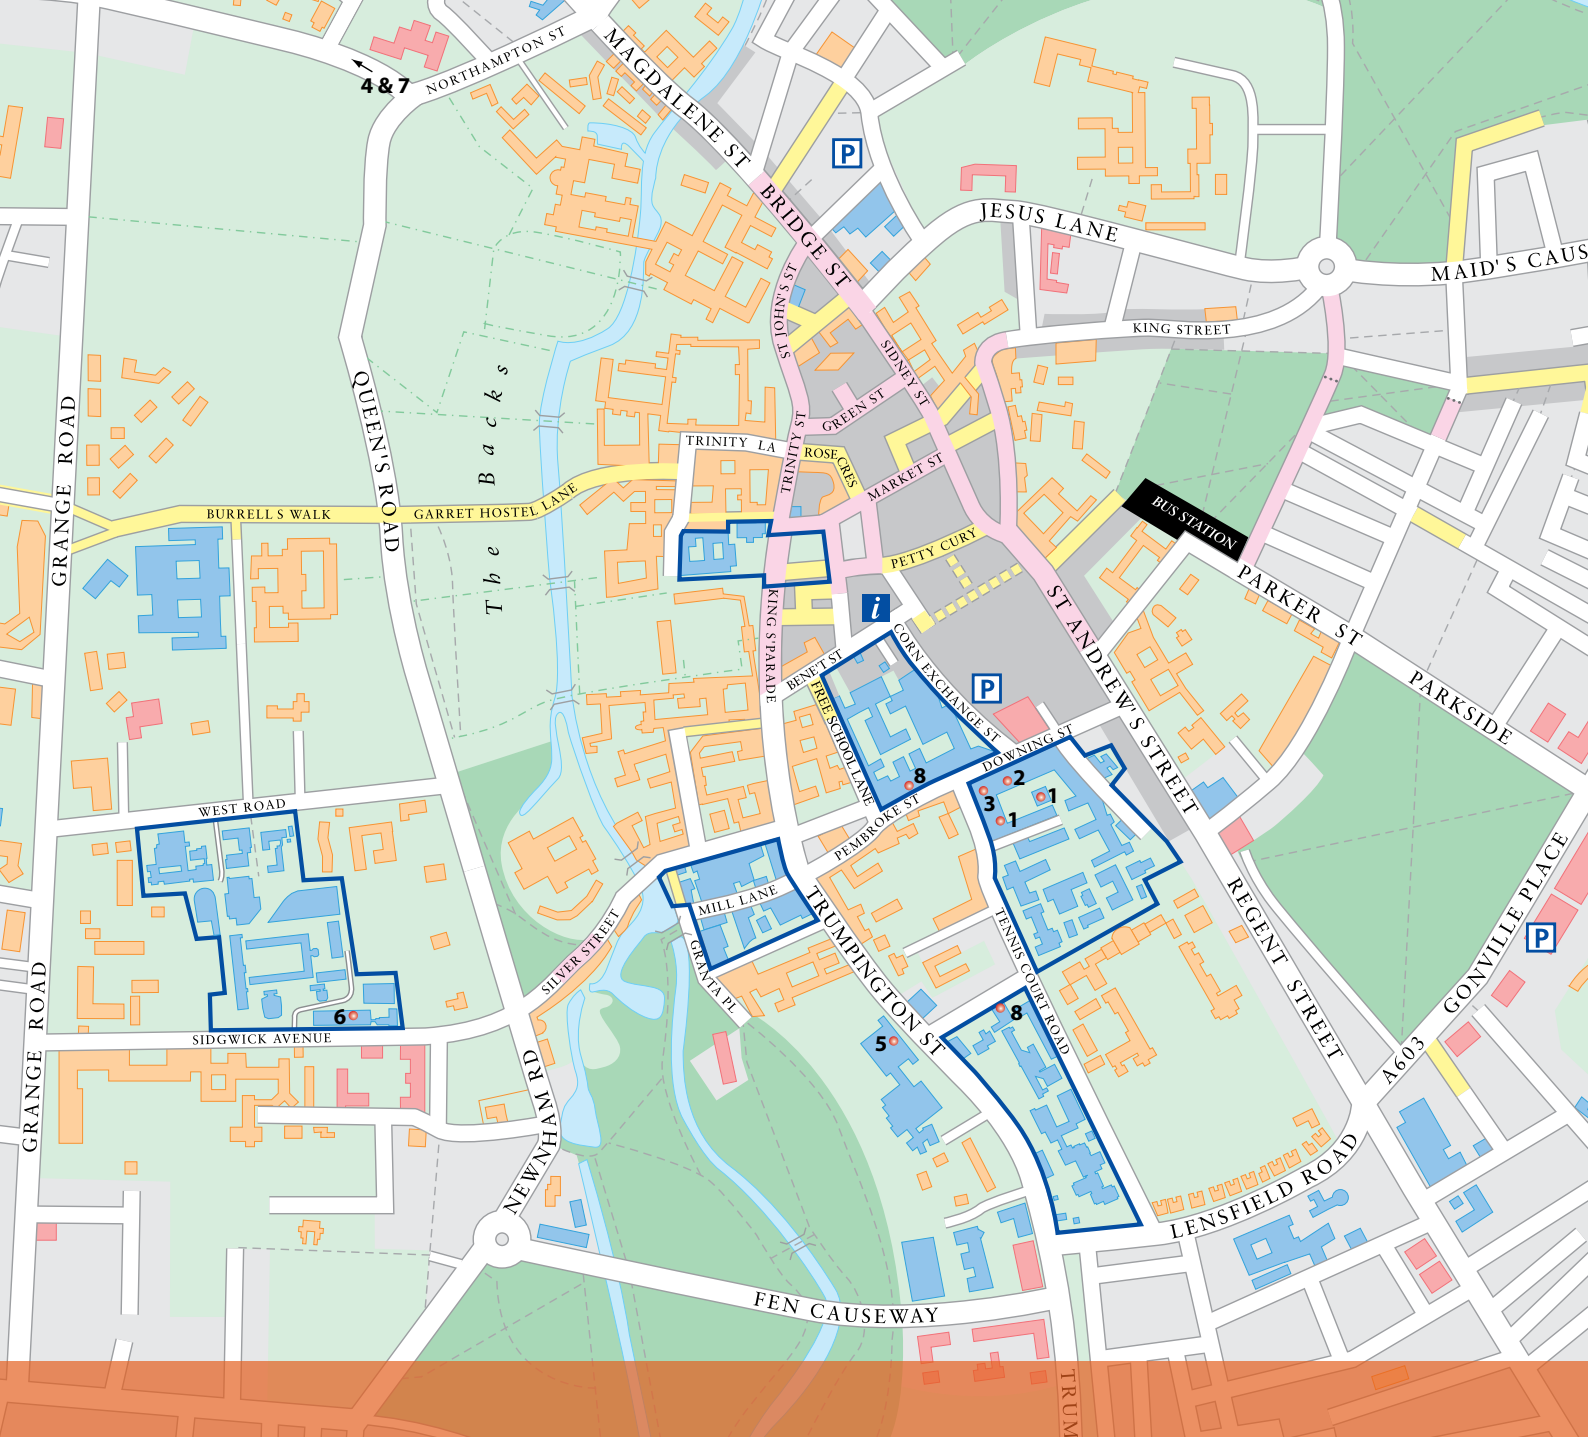 NORTHAMPTON ST
4 & 7
MAGDALENE ST
P
BRIDGE ST
JESUS LANE
MAID'S CAUS
KING STREET
ST JOHN'S ST
SIDNEY ST
GREEN ST
QUEEN'S ROAD
The Backs
GRANGE ROAD
TRINITY LA
TRINITY ST
ROSE CRES
MARKET ST
BURRELL S WALK
GARRET HOSTEL LANE
BUS STATION
PETTY CURY
PARKER ST
PARKSIDE
i
KING S'PARADE
BENE'T ST
CORN EXCHANGE ST
P
FREE SCHOOL LANE
ST ANDREW'S STREET
DOWNING ST
8
2
3
1
1
PEMBROKE ST
WEST ROAD
MILL LANE
TRUMPINGTON ST
TENNIS COURT ROAD
REGENT STREET
GONVILLE PLACE
P
SILVER STREET
GRANTA PL
GRANGE ROAD
6
SIDGWICK AVENUE
5
8
A603
GRANGE ROAD
NEWNHAM RD
LENSFIELD ROAD
FEN CAUSEWAY
TRUM